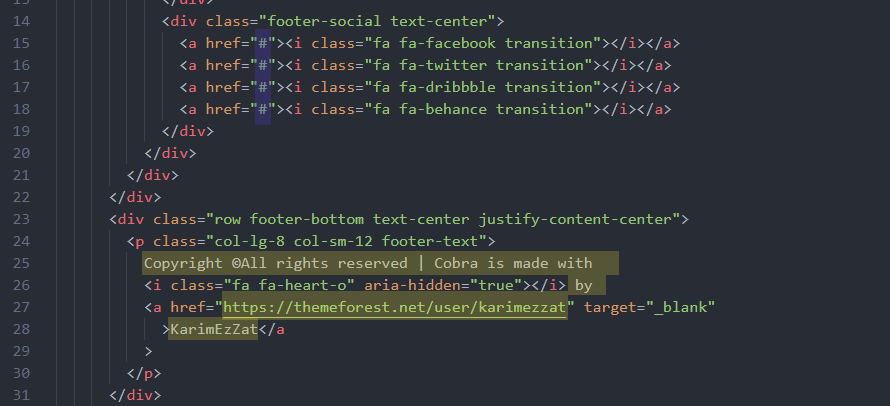 14 <div class="footer-social text-center">
15 <a href="#"><i class="fa fa-facebook transition"></i></a>
16 <a href="#"><i class="fa fa-twitter transition"></i></a>
17 <a href="#"><i class="fa fa-dribbble transition"></i></a>
18 <a href="#"><i class="fa fa-behance transition"></i></a>
19 </div>
20 </div>
21 </div>
22 </div>
23 <div class="row footer-bottom text-center justify-content-center">
24 <p class="col-lg-8 col-sm-12 footer-text">
25 Copyright ©All rights reserved | Cobra is made with
26 <i class="fa fa-heart-o" aria-hidden="true"></i> by
27 <a href="https://themeforest.net/user/karimezzat" target="_blank"
28 >KarimEzZat</a
29 >
30 </p>
31 </div>